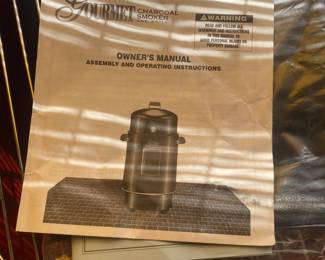 GOURMET CHARCOAL
SMOKER
& GRILL
WARNING
READ AND FOLLOW ALL
WARNINGS AND INSTRUCTIONS
IN THIS MANUAL TO
AVOID PERSONAL INJURY OR
PROPERTY DAMAGE.
OWNER'S MANUAL
ASSEMBLY AND OPERATING INSTRUCTIONS